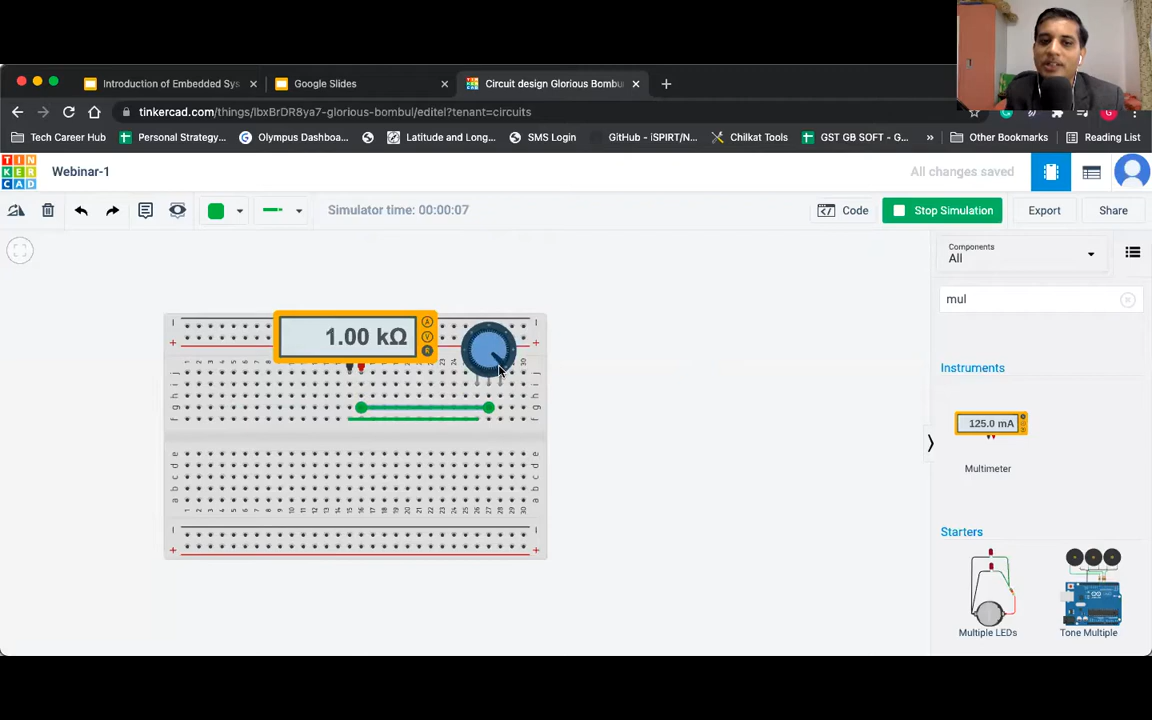 Introduction of Embedded Sys
Google Slides
Circuit design Glorious Bombu
tinkercad.com/things/lbxBrDR8ya7-glorious-bombul/editel?tenant=circuits
Tech Career Hub
Personal Strategy...
Olympus Dashboa...
Latitude and Long...
SMS Login
GitHub - iSPIRT/N...
Chilkat Tools
GST GB SOFT - G...
»
Other Bookmarks
Reading List
TIN
KER
CAD
Webinar-1
All changes saved
Simulator time: 00:00:07
Code
Stop Simulation
Export
Share
Components
All
mul
1.00 kΩ
A
V
R
Instruments
125.0 mA
Multimeter
Starters
Multiple LEDs
Tone Multiple